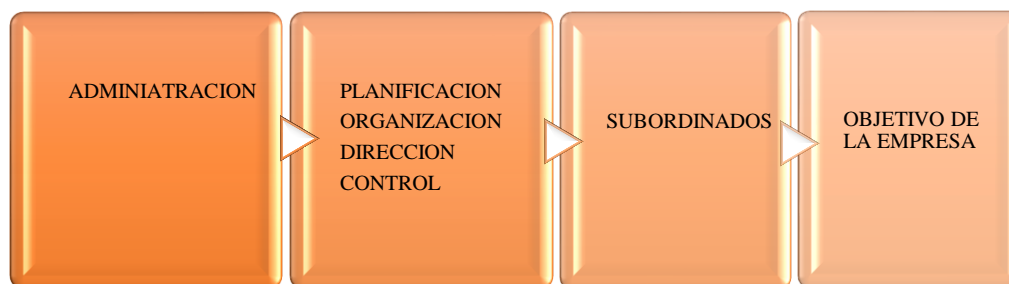 ADMINIATRACION
PLANIFICACION
ORGANIZACION
DIRECCION
CONTROL
SUBORDINADOS
OBJETIVO DE
LA EMPRESA